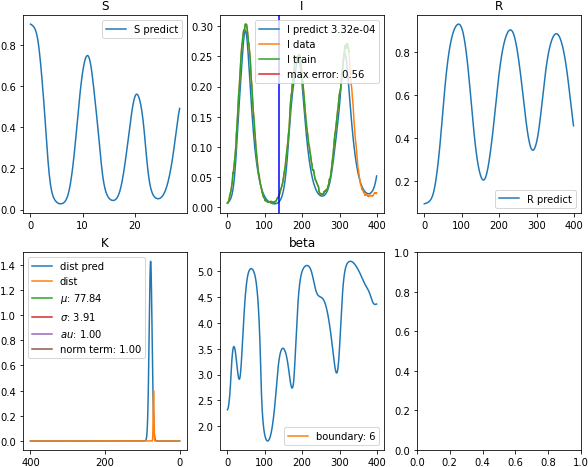 S
I
R
S predict
I predict 3.32e-04
I data
I train
max error: 0.56
R predict
0.8
0.6
0.4
0.2
0.0
0 10 20
0.30
0.25
0.20
0.15
0.10
0.05
0.00
0 100 200 300 400
0.8
0.6
0.4
0.2
0 100 200 300 400
K
beta
dist pred
dist
μ: 77.84
σ: 3.91
au: 1.00
norm term: 1.00
boundary: 6
1.4
1.2
1.0
0.8
0.6
0.4
0.2
0.0
400 200 0
5.0
4.5
4.0
3.5
3.0
2.5
2.0
0 100 200 300 400
1.0
0.8
0.6
0.4
0.2
0.0
0.0 0.2 0.4 0.6 0.8 1.0